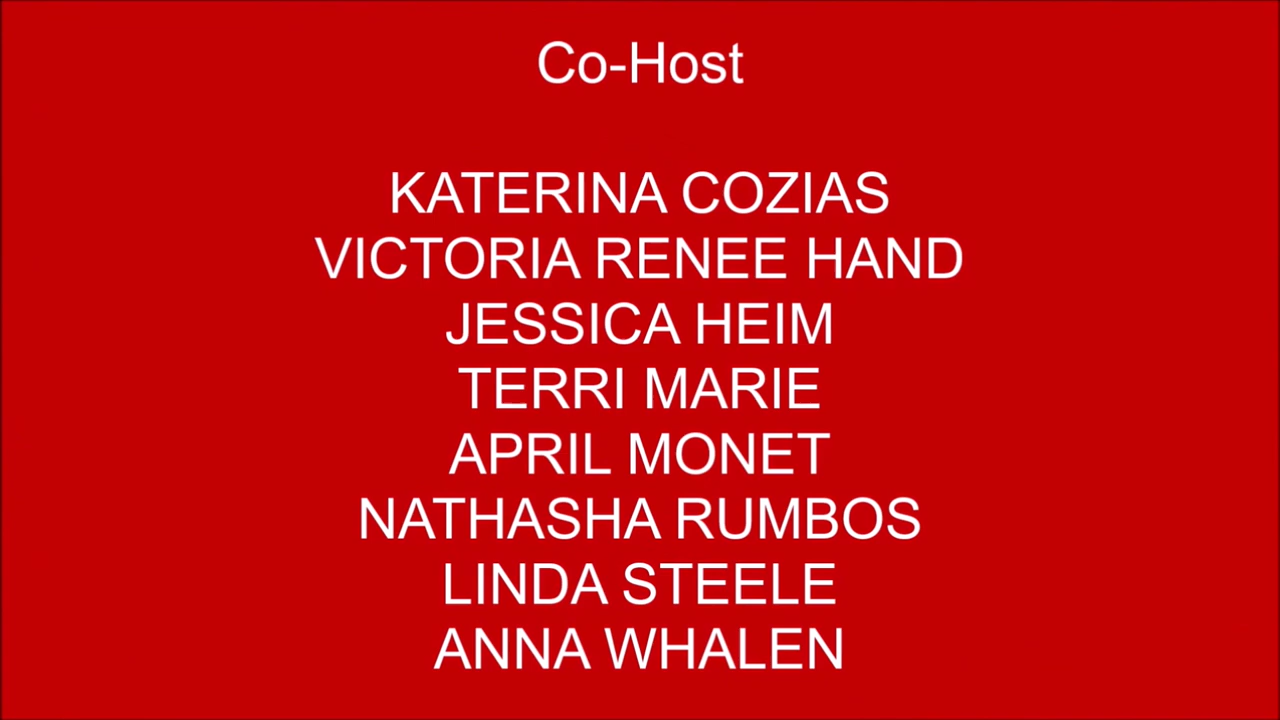 Co-Host
KATERINA COZIAS
VICTORIA RENEE HAND
JESSICA HEIM
TERRI MARIE
APRIL MONET
NATHASHA RUMBOS
LINDA STEELE
ANNA WHALEN